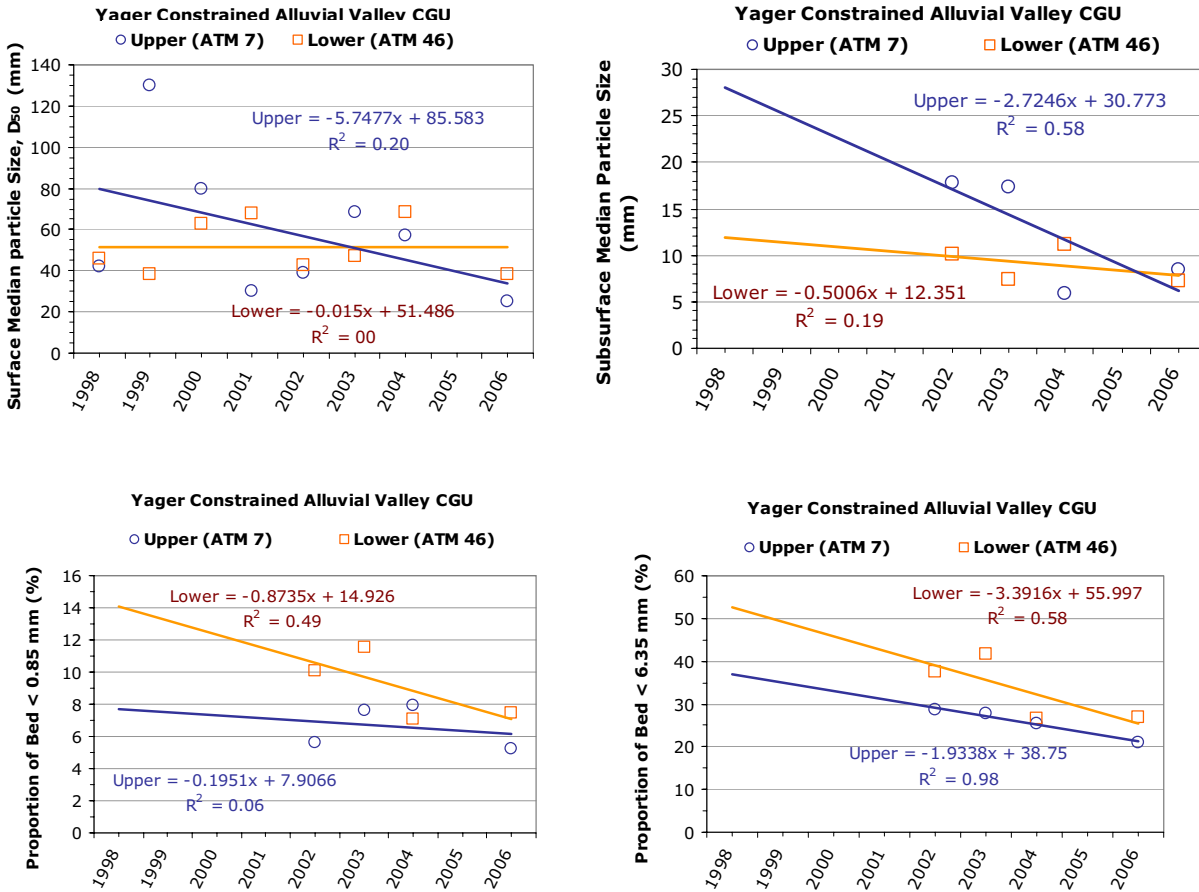 Yager Constrained Alluvial Valley CGU
Upper (ATM 7) Lower (ATM 46)
Surface Median particle Size, D50 (mm)
140
120
100
80
60
40
20
0
Upper = -5.7477x + 85.583
R2 = 0.20
Lower = -0.015x + 51.486
R2 = 00
1998 1999 2000 2001 2002 2003 2004 2005 2006
Yager Constrained Alluvial Valley CGU
Upper (ATM 7) Lower (ATM 46)
Subsurface Median Particle Size
(mm)
30
25
20
15
10
5
0
Upper = -2.7246x + 30.773
R2 = 0.58
Lower = -0.5006x + 12.351
R2 = 0.19
1998 1999 2000 2001 2002 2003 2004 2005 2006
Yager Constrained Alluvial Valley CGU
Upper (ATM 7) Lower (ATM 46)
Proportion of Bed < 0.85 mm (%)
16
14
12
10
8
6
4
2
0
Lower = -0.8735x + 14.926
R2 = 0.49
Upper = -0.1951x + 7.9066
R2 = 0.06
1998 1999 2000 2001 2002 2003 2004 2005 2006
Yager Constrained Alluvial Valley CGU
Upper (ATM 7) Lower (ATM 46)
Proportion of Bed < 6.35 mm (%)
60
50
40
30
20
10
0
Lower = -3.3916x + 55.997
R2 = 0.58
Upper = -1.9338x + 38.75
R2 = 0.98
1998 1999 2000 2001 2002 2003 2004 2005 2006